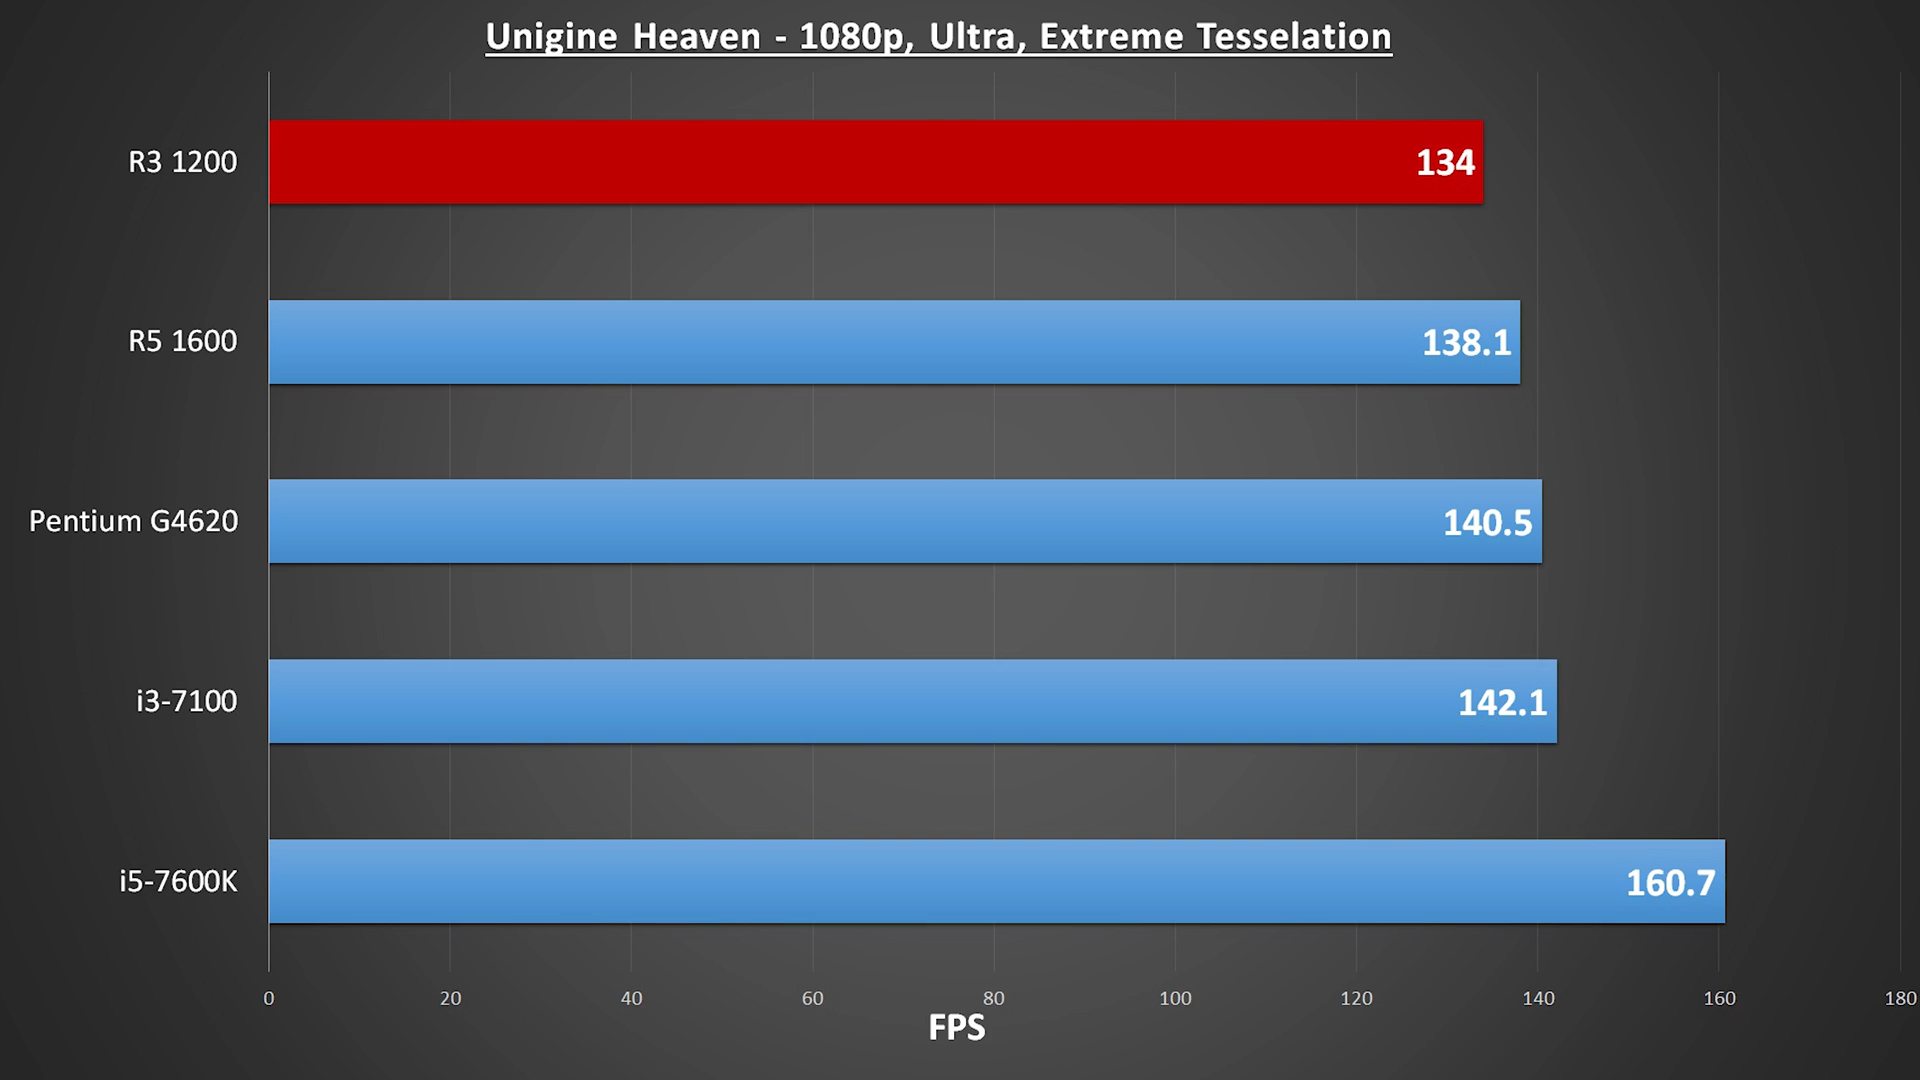 Unigine Heaven - 1080p, Ultra, Extreme Tesselation
R3 1200
134
R5 1600
138.1
Pentium G4620
140.5
i3-7100
142.1
i5-7600K
160.7
0 20 40 60 80 100 120 140 160 180
FPS